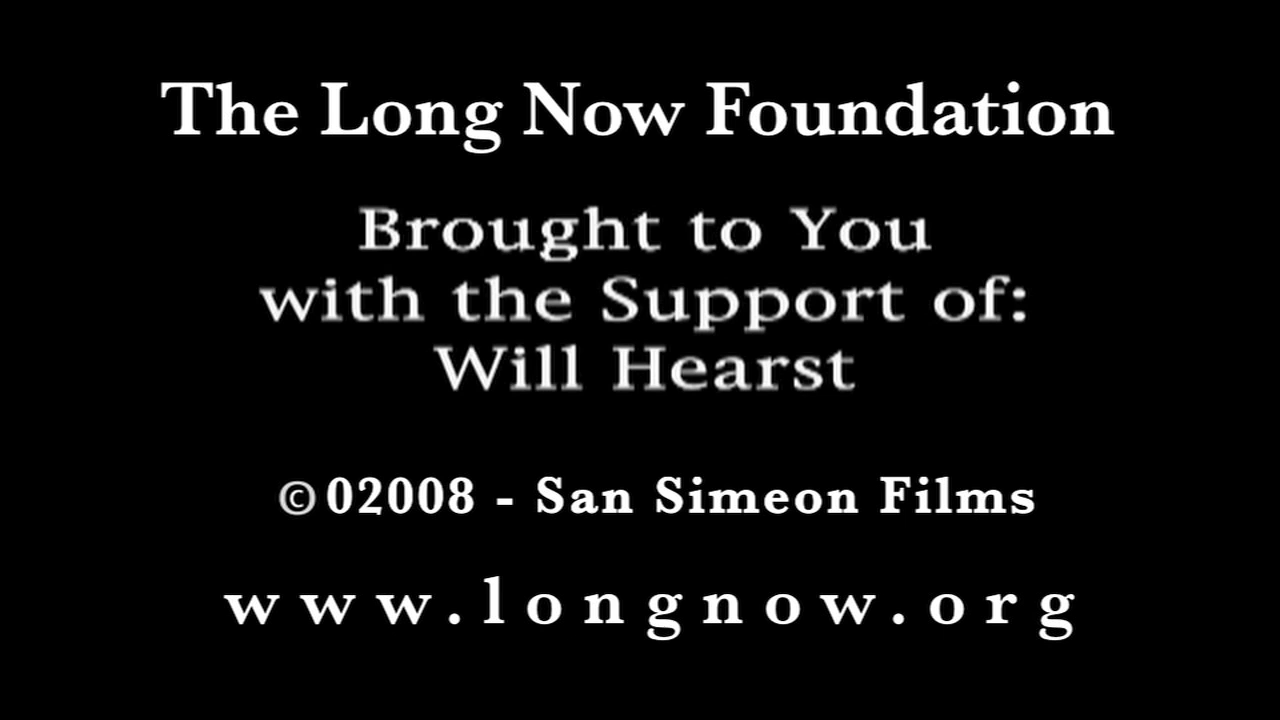 The Long Now Foundation
Brought to You
with the Support of:
Will Hearst
©02008 - San Simeon Films
www.longnow.org